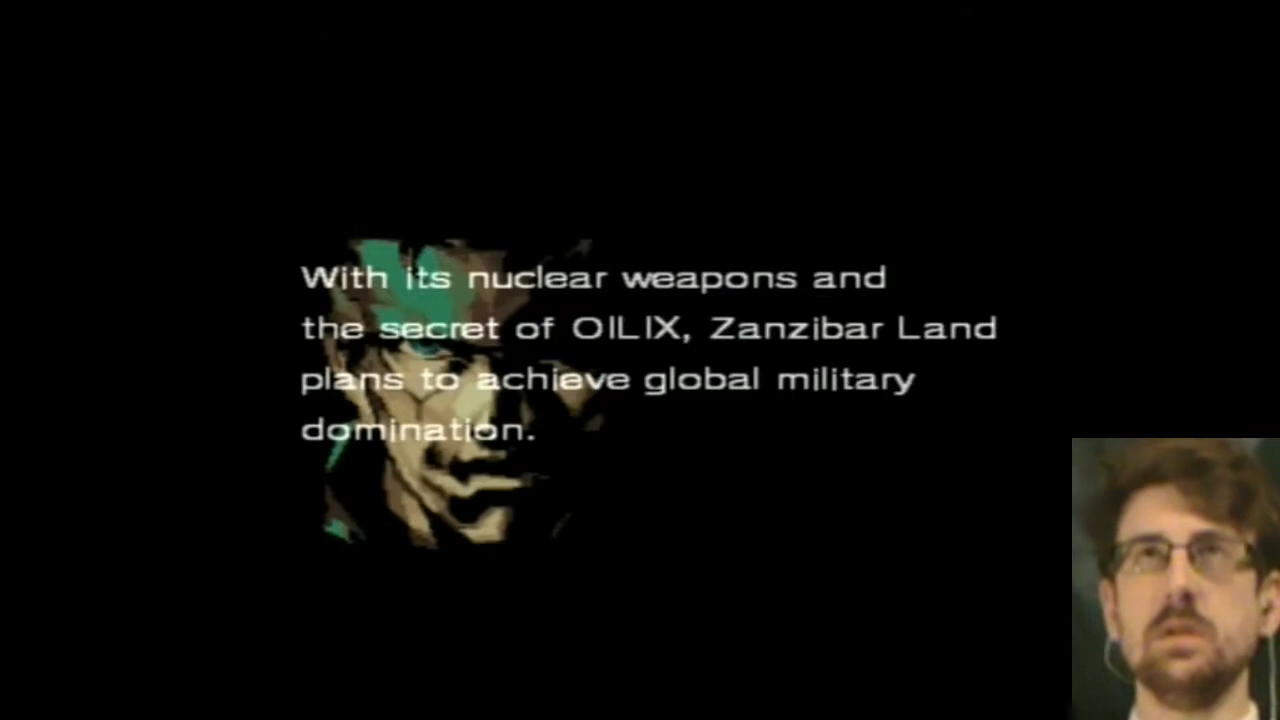 With its nuclear weapons and
the secret of OILIX, Zanzibar Land
plans to achieve global military
domination.